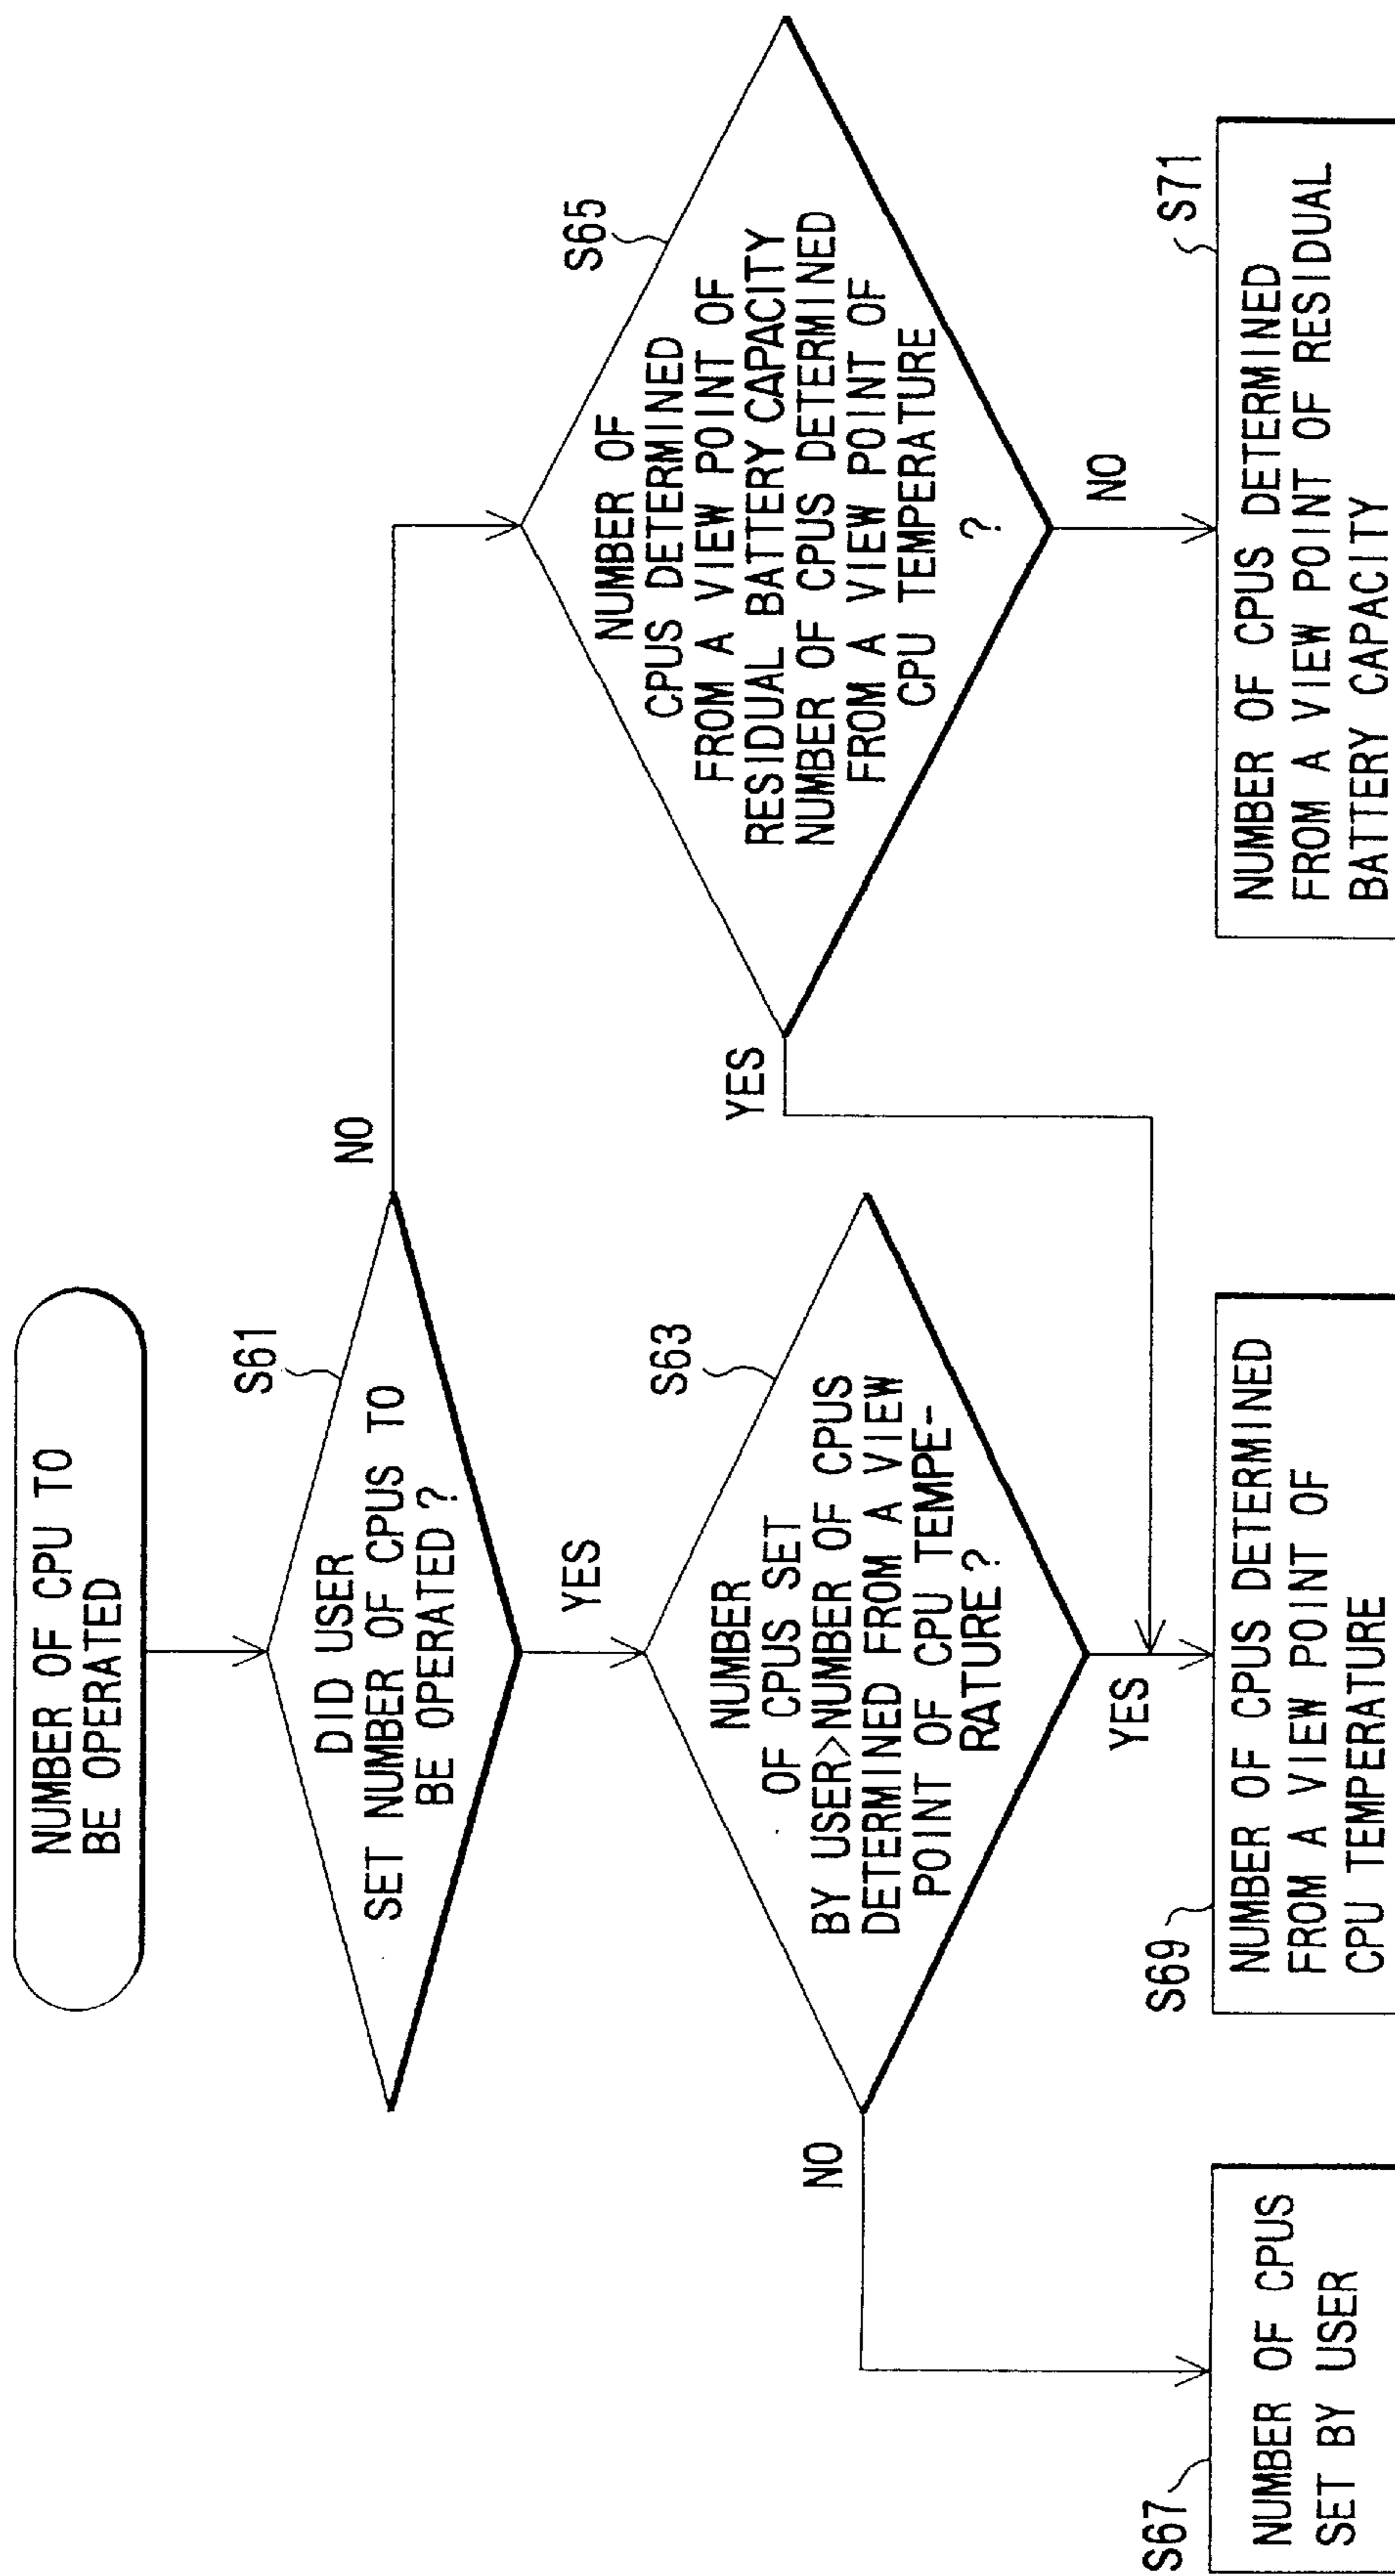 NUMBER OF CPU TO
BE OPERATED
S61
DID USER
SET NUMBER OF CPUS TO
BE OPERATED ?
NO
YES
S63
NUMBER
OF CPUS SET
BY USER>NUMBER OF CPUS
DETERMINED FROM A VIEW
POINT OF CPU TEMPE-
RATURE ?
NO
YES
S65
NUMBER OF
CPUS DETERMINED
FROM A VIEW POINT OF
RESIDUAL BATTERY CAPACITY
NUMBER OF CPUS DETERMINED
FROM A VIEW POINT OF
CPU TEMPERATURE
?
YES
NO
S67
NUMBER OF CPUS
SET BY USER
S69
NUMBER OF CPUS DETERMINED
FROM A VIEW POINT OF
CPU TEMPERATURE
S71
NUMBER OF CPUS DETERMINED
FROM A VIEW POINT OF RESIDUAL
BATTERY CAPACITY